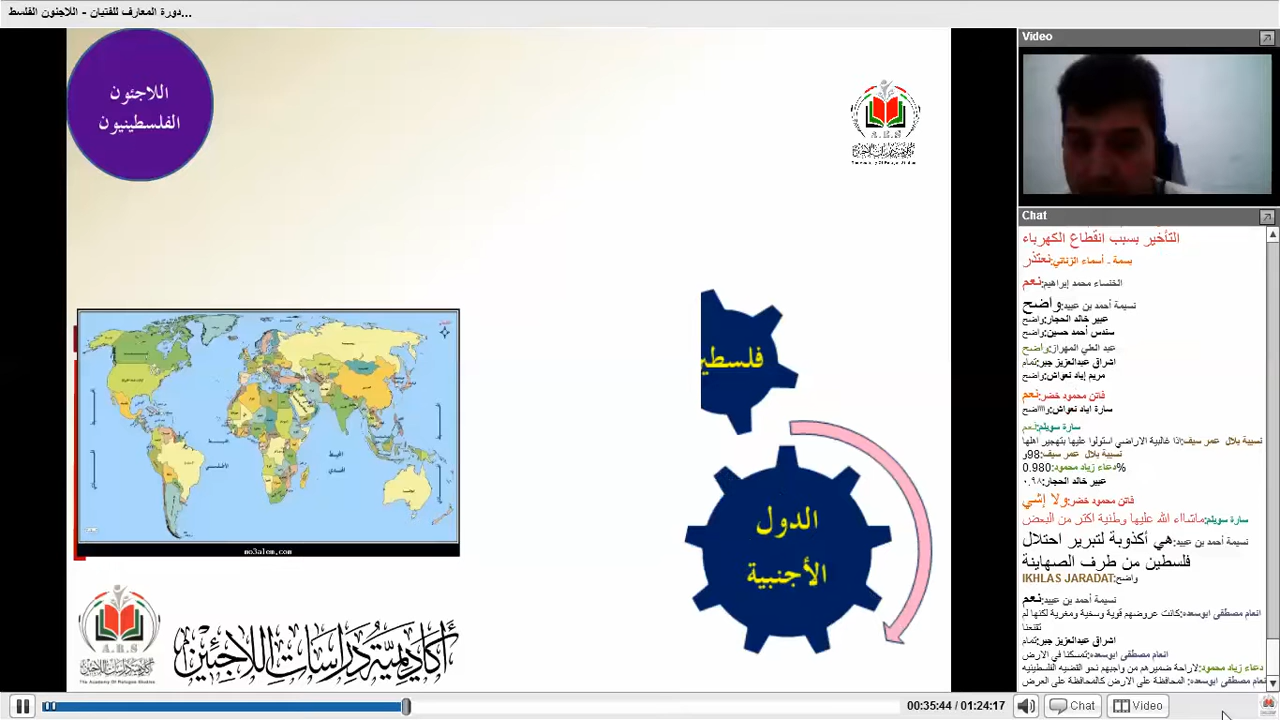 دورة المعارف للفتيان - اللاجئون الفلسط...
اللاجئون
الفلسطينيون
A.R.S
فلسطين
الدول
الأجنبية
mo3alem.com
A.R.S
The Academy Of Refugee Studies
أكاديمية دراسات اللاجئين
Video
Chat
التأخير بسبب انقطاع الكهرباء
بسمة - أسماء الزناتي:نعتذر
الخنساء محمد إبراهيم:نعم
نسيمة أحمد بن عبيد:واضح
عبير خالد الحجار:واضح
سندس أحمد حسين:واضح
عبد العلي المهراز:واضح
اشراق عبدالعزيز جبر:تمام
مريم إياد نعواش:واضح
فاتن محمود خضر:نعم
سارة اياد نعواش:واااااضح
سارة سويلم:نعم
نسيبة بلال عمر سيف:اذا غالبية الاراضي استولوا عليها بتهجير اهلها
نسيبة بلال عمر سيف:98و
%دعاء زياد محمود:0.980
عبير خالد الحجار:٠.٩٨
فاتن محمود خضر:ولا إشي
سارة سويلم:ماشااء الله عليها وطنية اكثر من البعض
نسيمة أحمد بن عبيد:هي أكذوبة لتبرير احتلال
فلسطين من طرف الصهاينة
IKHLAS JARADAT:واضح
نسيمة أحمد بن عبيد:نعم
انعام مصطفى ابوسعده:كانت عروضهم قوية وسخية ومغرية لكنها لم
تقنعنا
اشراق عبدالعزيز جبر:تمام
انعام مصطفى ابوسعده:تمسكنا في الارض
دعاء زياد محمود:لاراحة ضميرهم من واجبهم نحو القضيه الفلسطينيه
انعام مصطفى ابوسعده: المحافظة على الارض كالمحافظة على العرض
00:35:44 / 01:24:17
Chat
Video